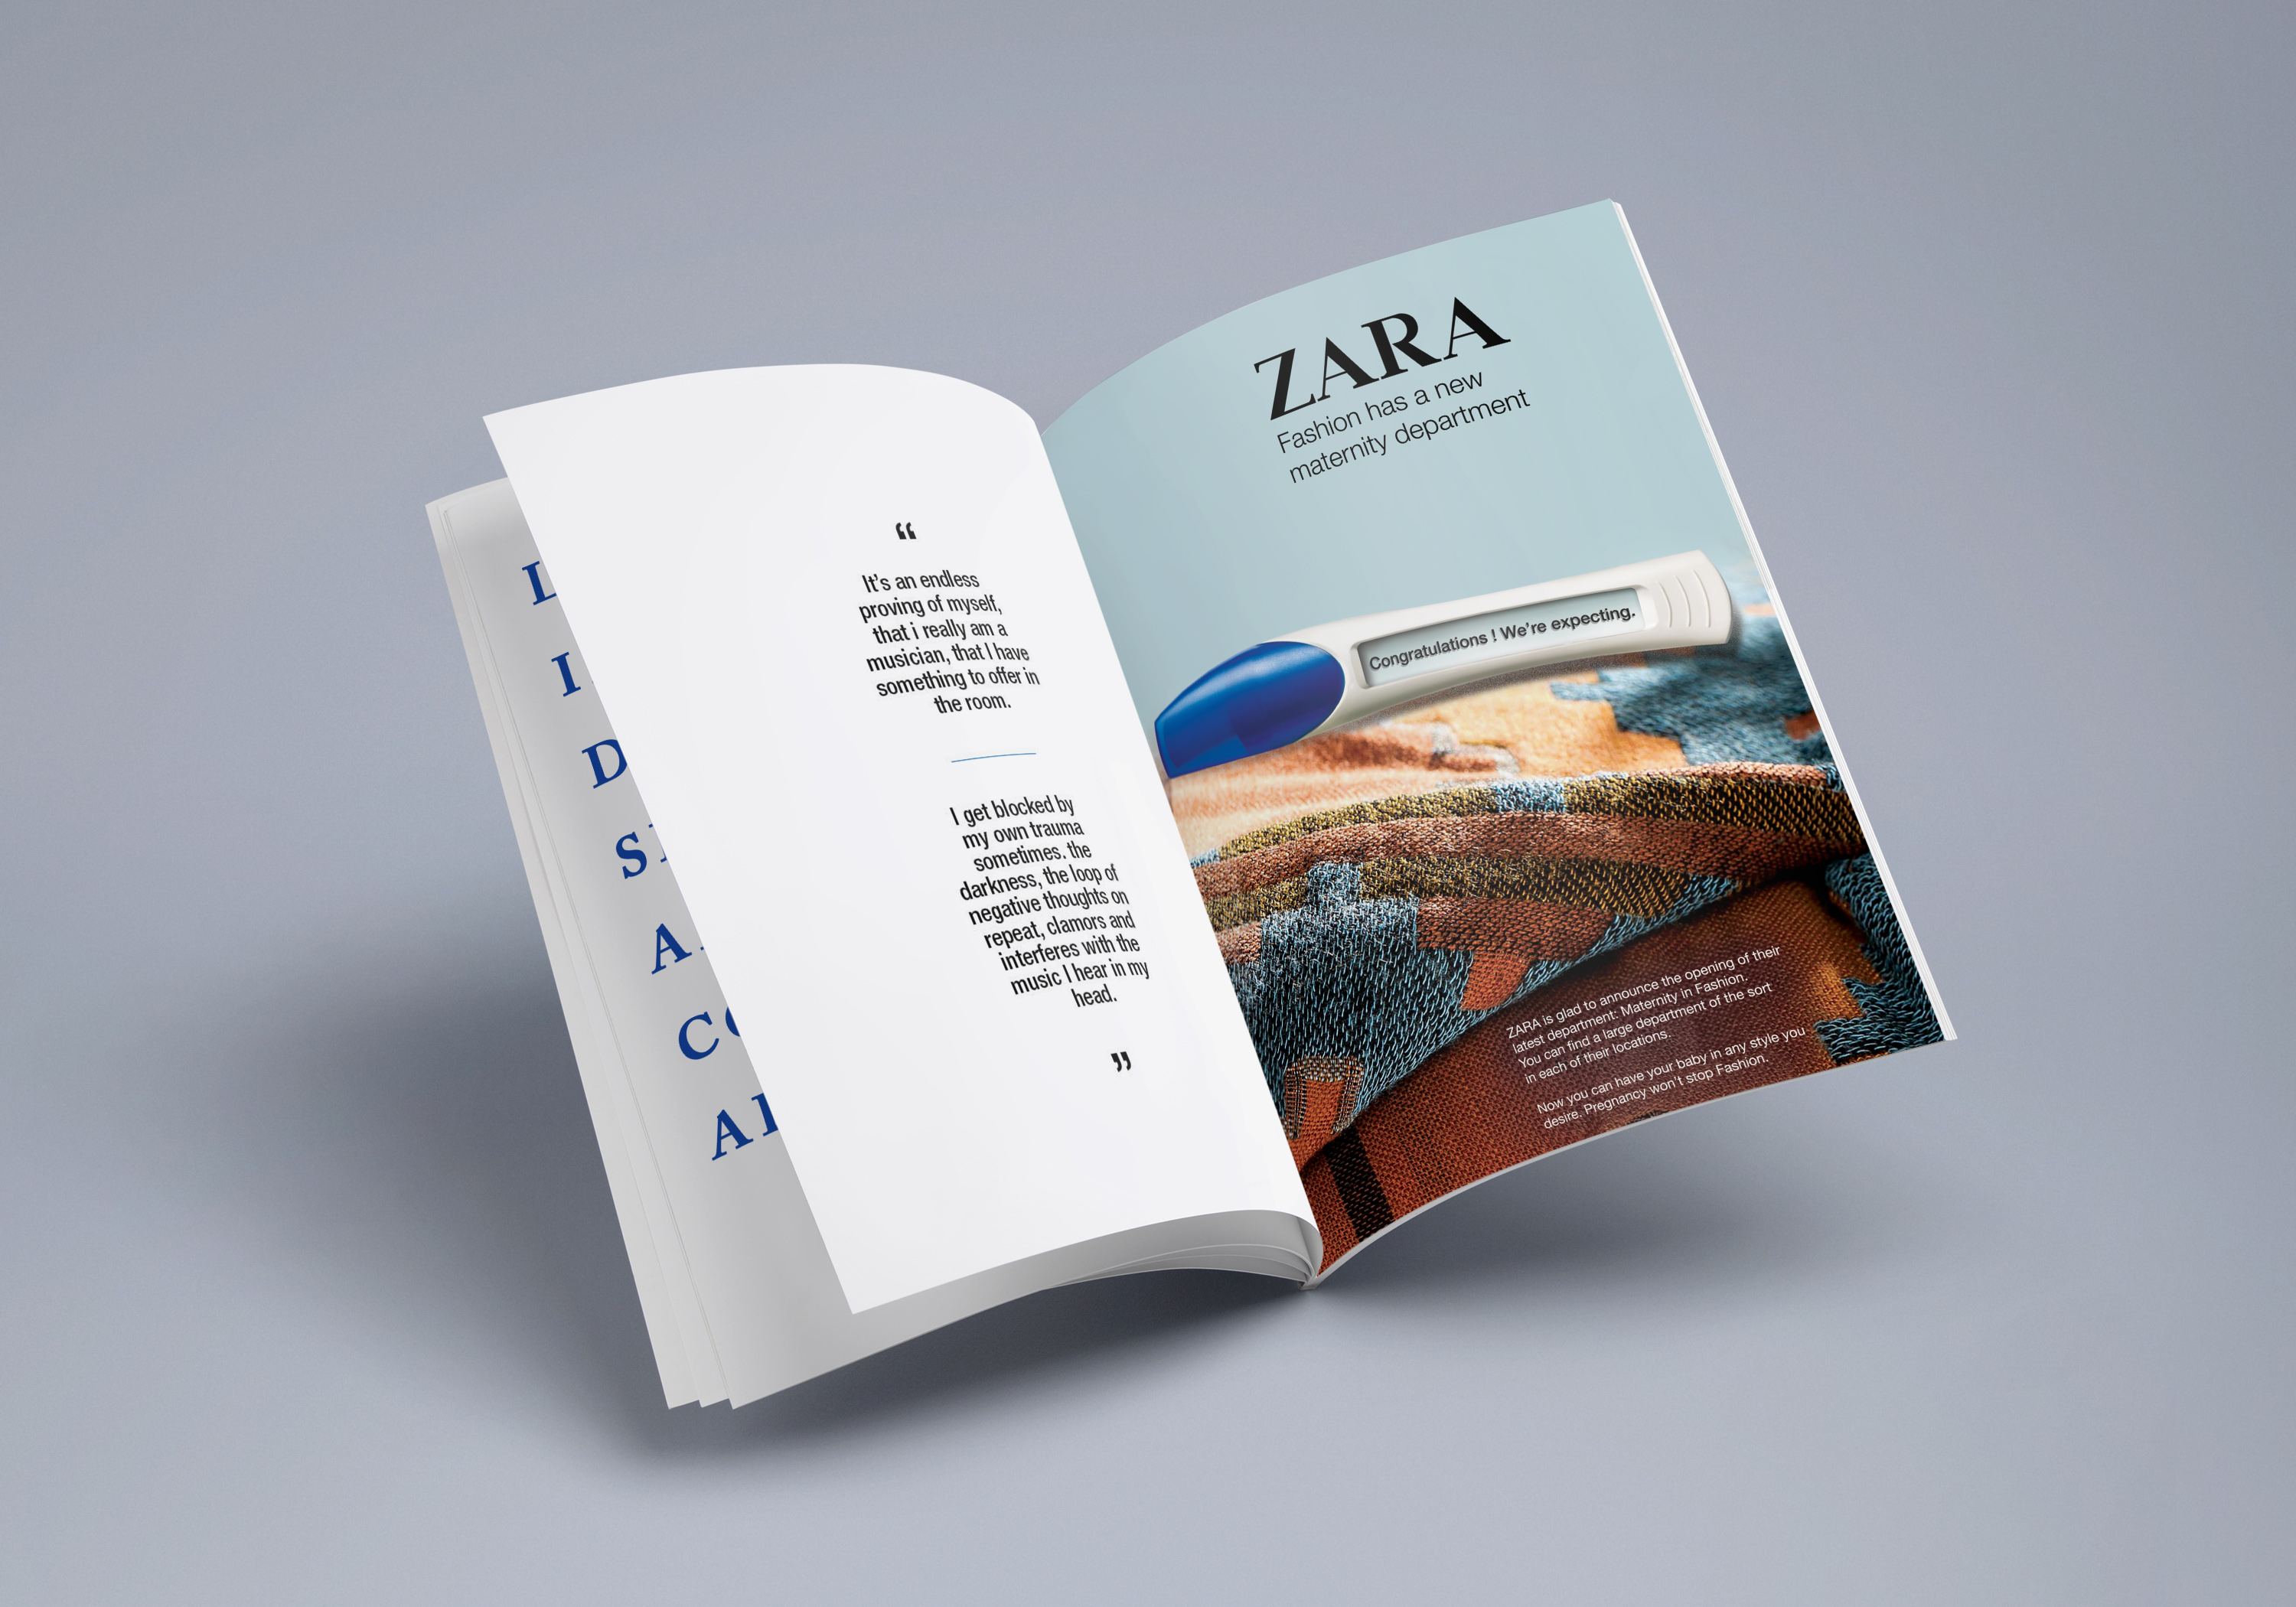 L
I
D
S
A
C
A
“
It's an endless
proving of myself,
that i really am a
musician, that I have
something to offer in
the room.
I get blocked by
my own trauma
sometimes. the
darkness, the loop of
negative thoughts on
repeat, clamors and
interferes with the
music I hear in my
head.
”
ZARA
Fashion has a new
maternity department
Congratulations ! We're expecting.
ZARA is glad to announce the opening of their
latest department: Maternity in Fashion.
You can find a large department of the sort
in each of their locations.
Now you can have your baby in any style you
desire. Pregnancy won't stop Fashion.